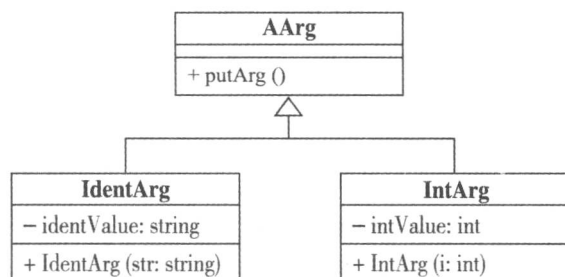 AArg
+ putArg ()
IdentArg
– identValue: string
+ IdentArg (str: string)
IntArg
– intValue: int
+ IntArg (i: int)